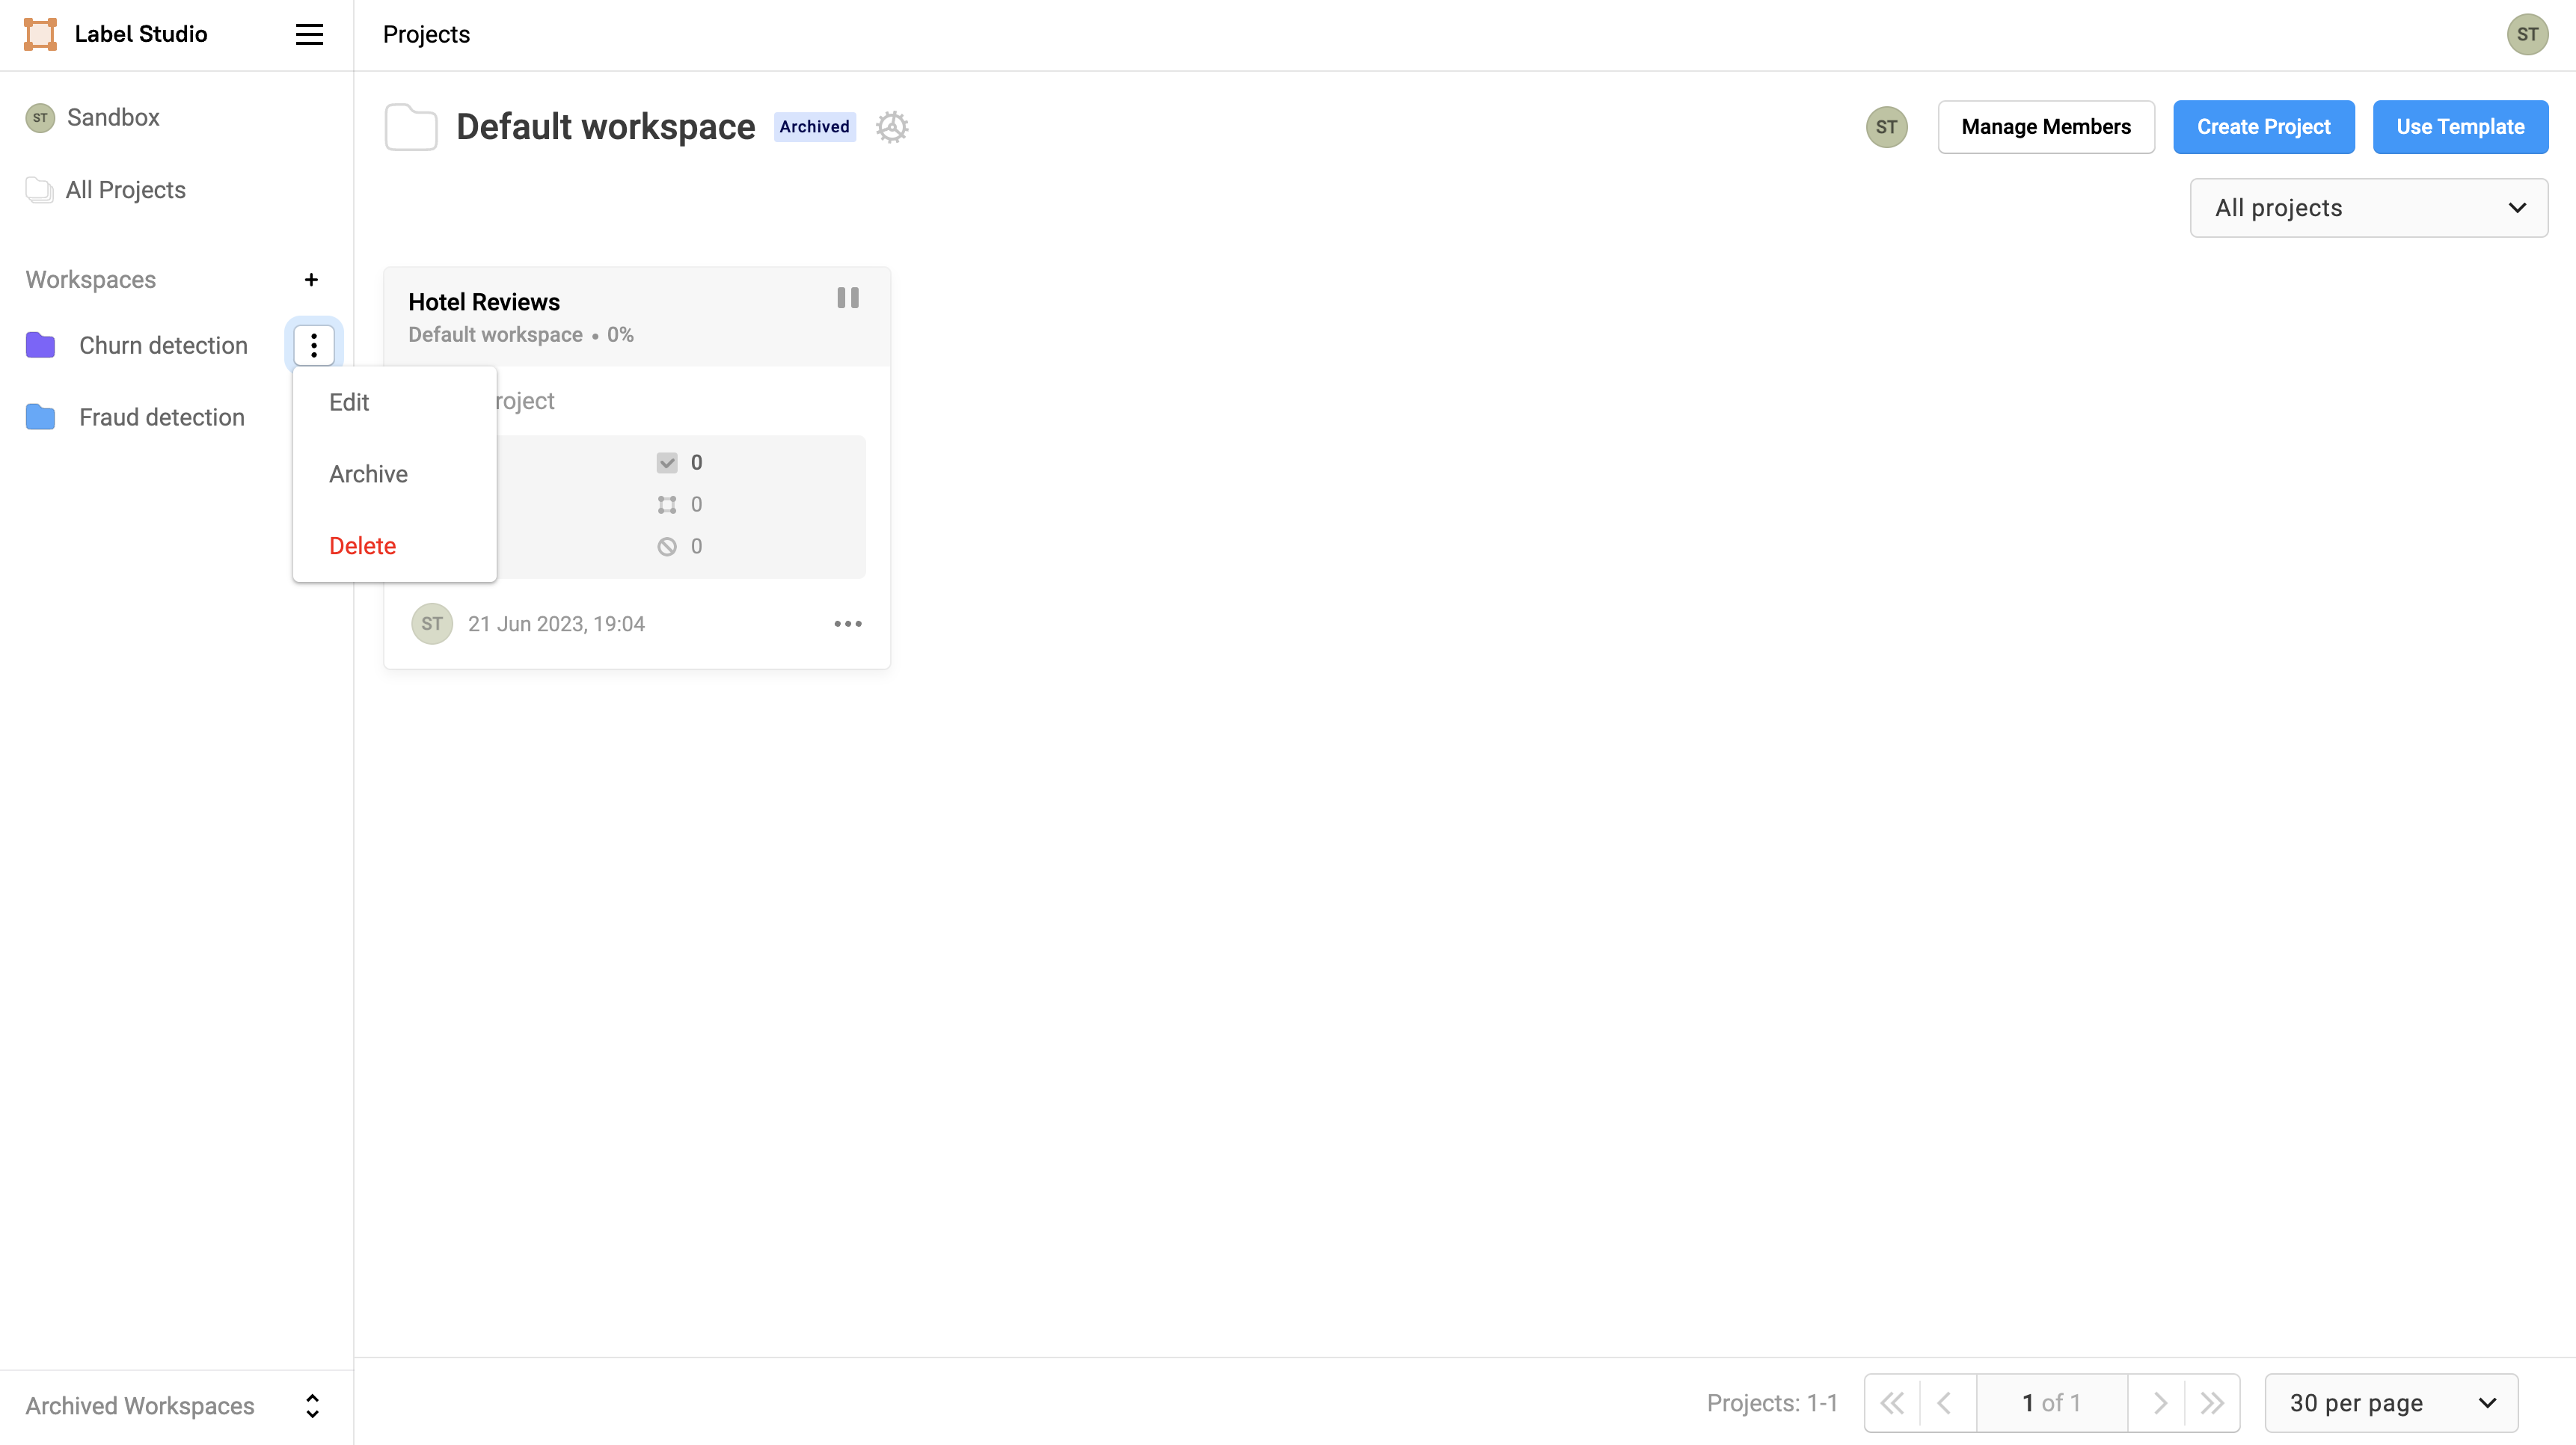 Label Studio
Projects
ST
ST Sandbox
All Projects
Workspaces +
Churn detection
Fraud detection
Edit
Archive
Delete
Default workspace Archived
ST Manage Members Create Project Use Template
All projects
Hotel Reviews
Default workspace • 0%
roject
0
0
0
ST 21 Jun 2023, 19:04
Archived Workspaces
Projects: 1-1
1 of 1
30 per page